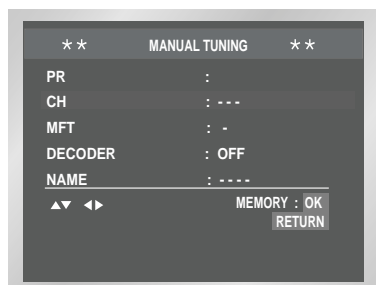 ** MANUAL TUNING **
PR :
CH : - - -
MFT : -
DECODER : OFF
NAME : - - - -
▲▼ ◄► MEMORY : OK
RETURN